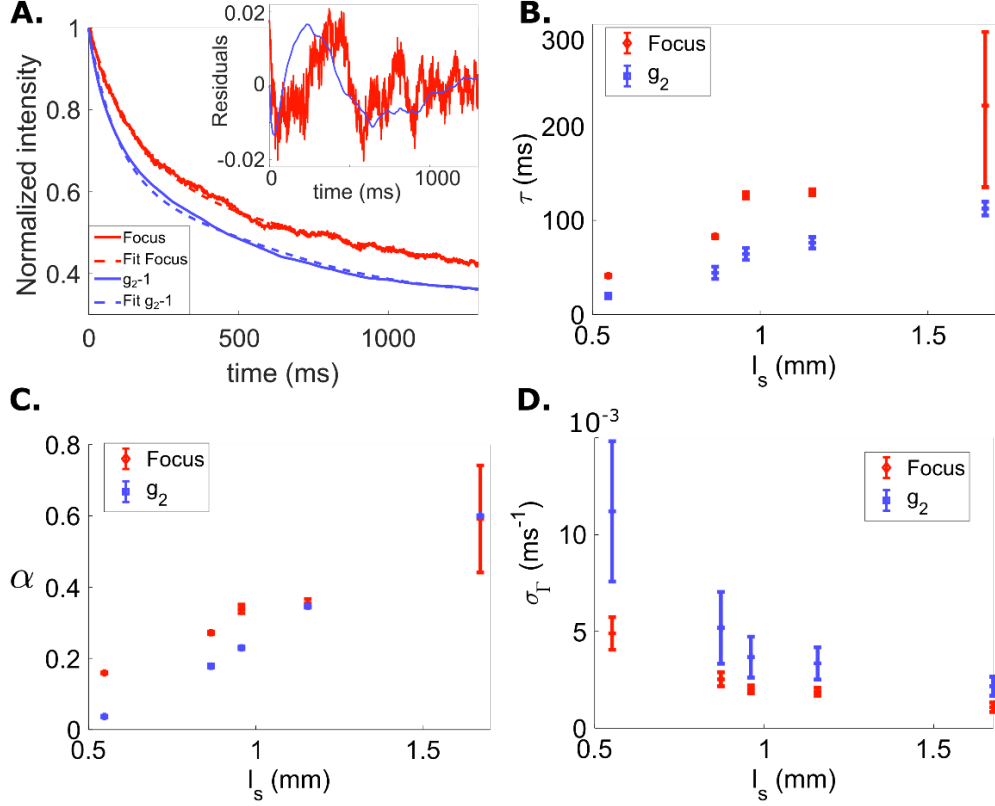 A.
Normalized intensity
1
0.8
0.6
0.4
0
500
1000
time (ms)
Focus
Fit Focus
g2-1
Fit g2-1
Residuals
0.02
0
-0.02
0
1000
time (ms)
B.
τ (ms)
300
200
100
0
0.5
1
1.5
ls (mm)
Focus
g2
C.
α
0.8
0.6
0.4
0.2
0
0.5
1
1.5
ls (mm)
Focus
g2
D.
10-3
σΓ (ms-1)
10
5
0
0.5
1
1.5
ls (mm)
Focus
g2